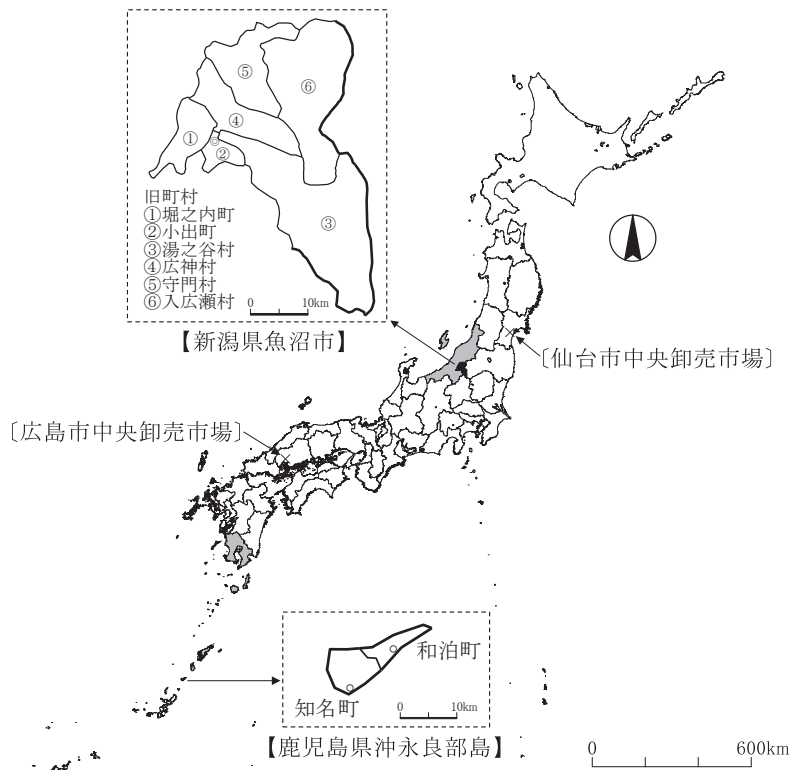 ⑤
⑥
④
①
◎
②
③
旧町村
①堀之内町
②小出町
③湯之谷村
④広神村
⑤守門村
⑥入広瀬村
0 10km
【新潟県魚沼市】
〔仙台市中央卸売市場〕
〔広島市中央卸売市場〕
和泊町
知名町
0 10km
【鹿児島県沖永良部島】
0 600km